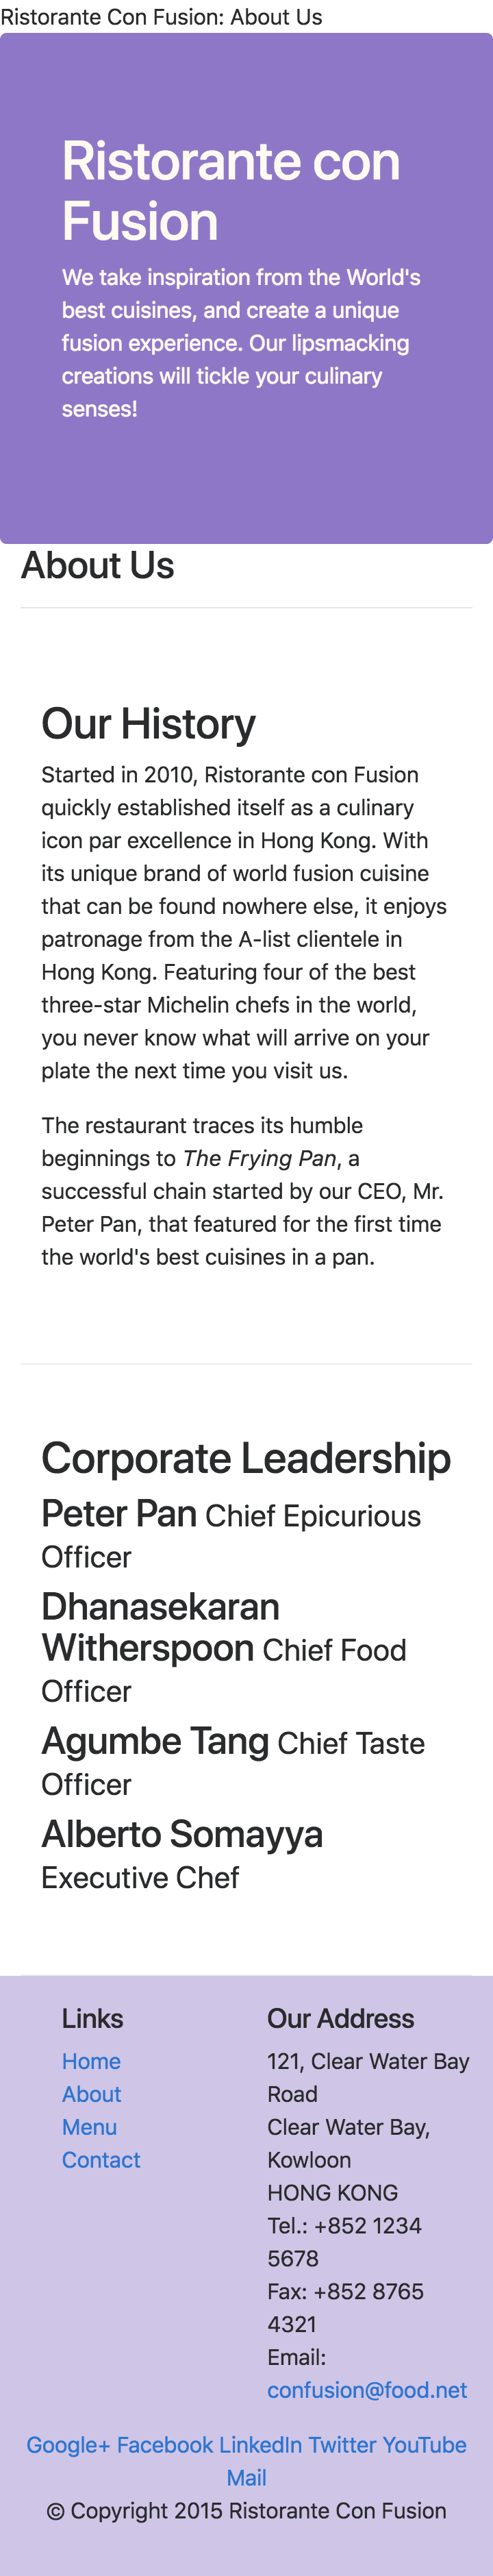 Ristorante Con Fusion: About Us
Ristorante con
Fusion
We take inspiration from the World's
best cuisines, and create a unique
fusion experience. Our lipsmacking
creations will tickle your culinary
senses!
About Us
Our History
Started in 2010, Ristorante con Fusion
quickly established itself as a culinary
icon par excellence in Hong Kong. With
its unique brand of world fusion cuisine
that can be found nowhere else, it enjoys
patronage from the A-list clientele in
Hong Kong. Featuring four of the best
three-star Michelin chefs in the world,
you never know what will arrive on your
plate the next time you visit us.
The restaurant traces its humble
beginnings to The Frying Pan, a
successful chain started by our CEO, Mr.
Peter Pan, that featured for the first time
the world's best cuisines in a pan.
Corporate Leadership
Peter Pan Chief Epicurious
Officer
Dhanasekaran
Witherspoon Chief Food
Officer
Agumbe Tang Chief Taste
Officer
Alberto Somayya
Executive Chef
Links
Home
About
Menu
Contact
Our Address
121, Clear Water Bay
Road
Clear Water Bay,
Kowloon
HONG KONG
Tel.: +852 1234
5678
Fax: +852 8765
4321
Email:
confusion@food.net
Google+ Facebook LinkedIn Twitter YouTube
Mail
© Copyright 2015 Ristorante Con Fusion